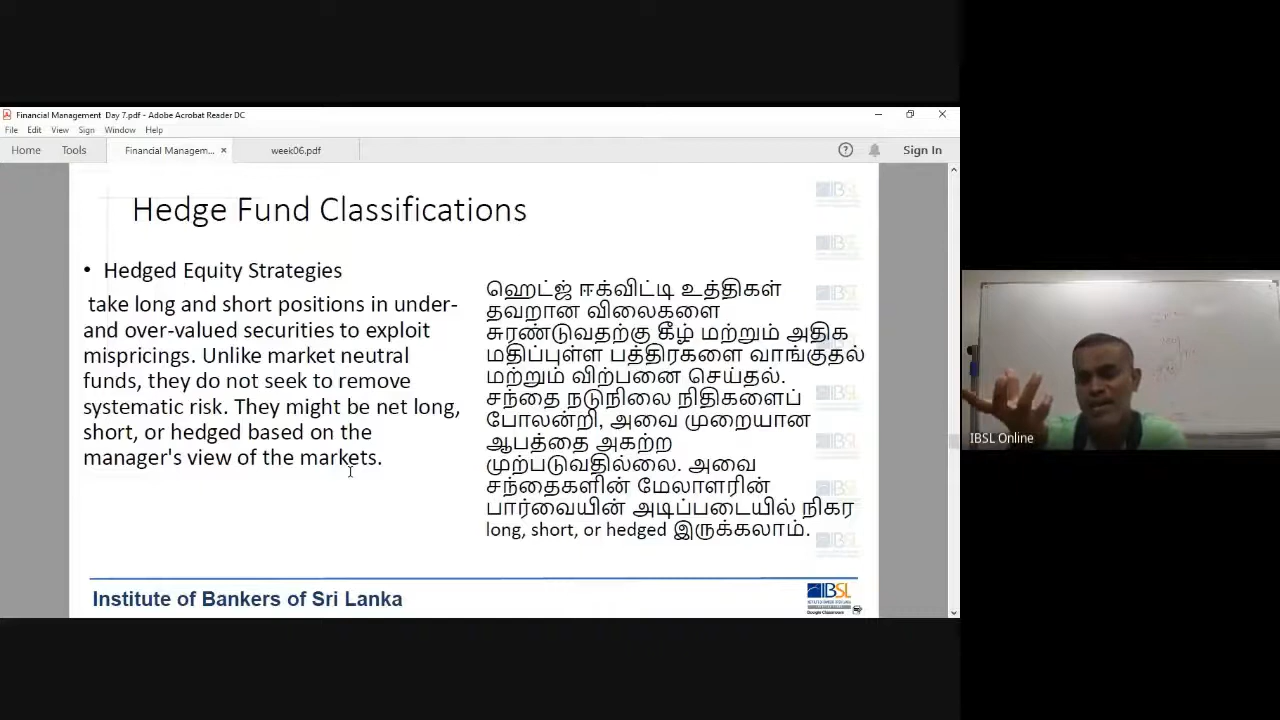 Financial Management Day 7.pdf - Adobe Acrobat Reader DC
File Edit View Sign Window Help
Home Tools Financial Managem... × week06.pdf Sign In
Hedge Fund Classifications
• Hedged Equity Strategies
take long and short positions in under-
and over-valued securities to exploit
mispricings. Unlike market neutral
funds, they do not seek to remove
systematic risk. They might be net long,
short, or hedged based on the
manager's view of the markets.
ஹெட்ஜ் ஈக்விட்டி உத்திகள்
தவறான விலைகளை
சுரண்டுவதற்கு கீழ் மற்றும் அதிக
மதிப்புள்ள பத்திரகளை வாங்குதல்
மற்றும் விற்பனை செய்தல்.
சந்தை நடுநிலை நிதிகளைப்
போலன்றி, அவை முறையான
ஆபத்தை அகற்ற
முற்படுவதில்லை. அவை
சந்தைகளின் மேலாளரின்
பார்வையின் அடிப்படையில் நிகர
long, short, or hedged இருக்கலாம்.
Institute of Bankers of Sri Lanka
IBSL
Google Classroom
IBSL Online